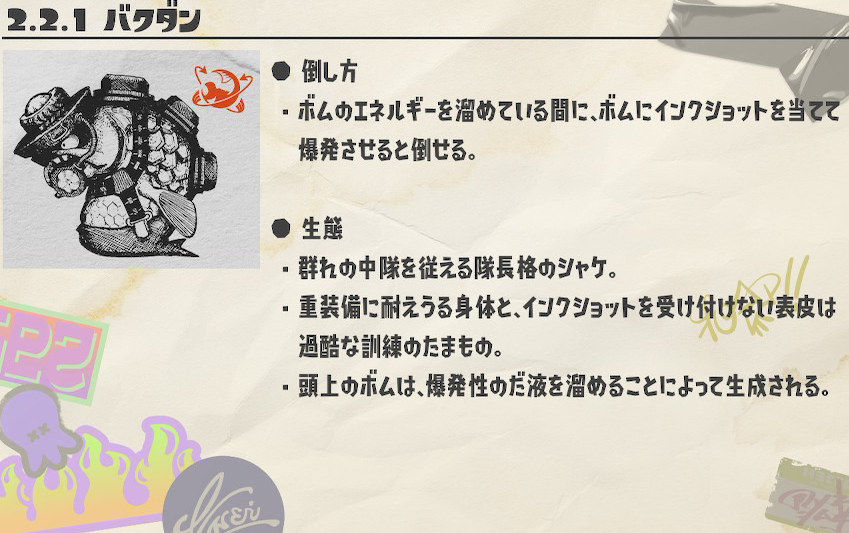 2.2.1 バクダン
● 倒し方
- ボムのエネルギーを溜めている間に、ボムにインクショットを当てて
爆発させると倒せる。
● 生態
- 群れの中隊を従える隊長格のシャケ。
- 重装備に耐えうる身体と、インクショットを受け付けない表皮は
過酷な訓練のたまもの。
- 頭上のボムは、爆発性のだ液を溜めることによって生成される。